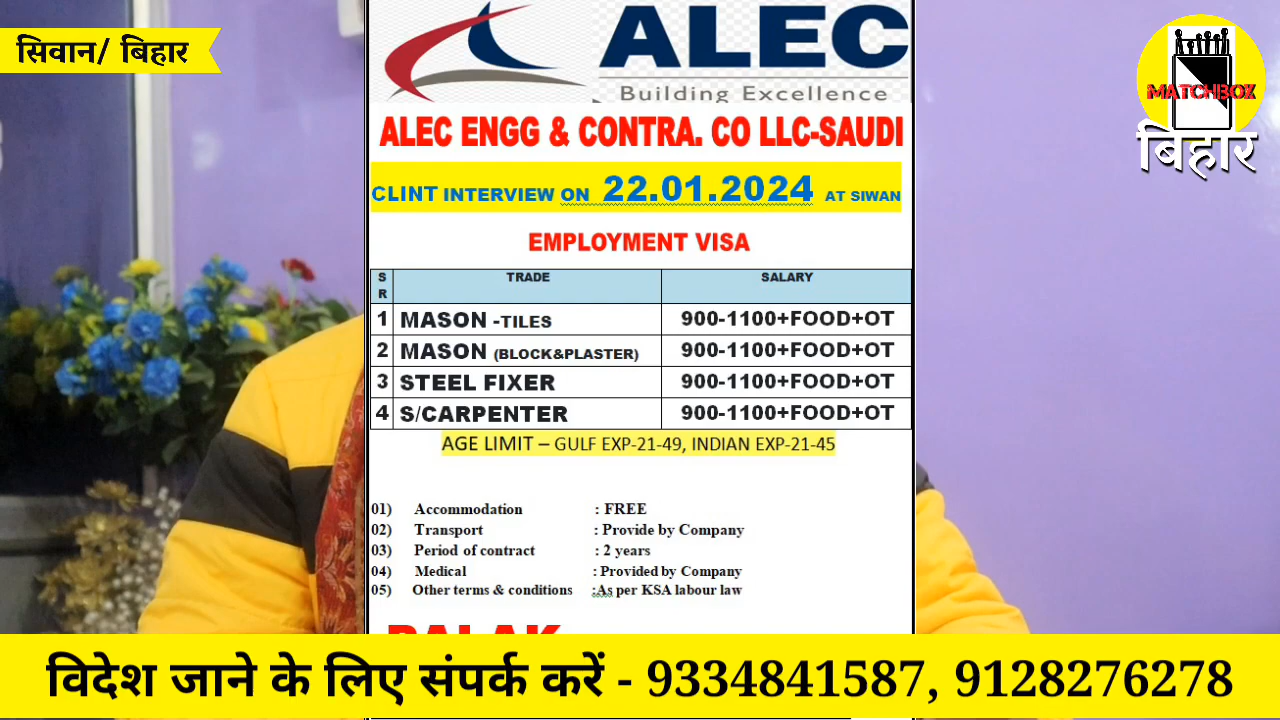 सिवान/ बिहार
ALEC
Building Excellence
MATCHBOX
बिहार
ALEC ENGG & CONTRA. CO LLC-SAUDI
CLINT INTERVIEW ON 22.01.2024 AT SIWAN
EMPLOYMENT VISA
SR TRADE SALARY
1 MASON -TILES 900-1100+FOOD+OT
2 MASON (BLOCK&PLASTER) 900-1100+FOOD+OT
3 STEEL FIXER 900-1100+FOOD+OT
4 S/CARPENTER 900-1100+FOOD+OT
AGE LIMIT – GULF EXP-21-49, INDIAN EXP-21-45
01) Accommodation : FREE
02) Transport : Provide by Company
03) Period of contract : 2 years
04) Medical : Provided by Company
05) Other terms & conditions :As per KSA labour law
विदेश जाने के लिए संपर्क करें - 9334841587, 9128276278